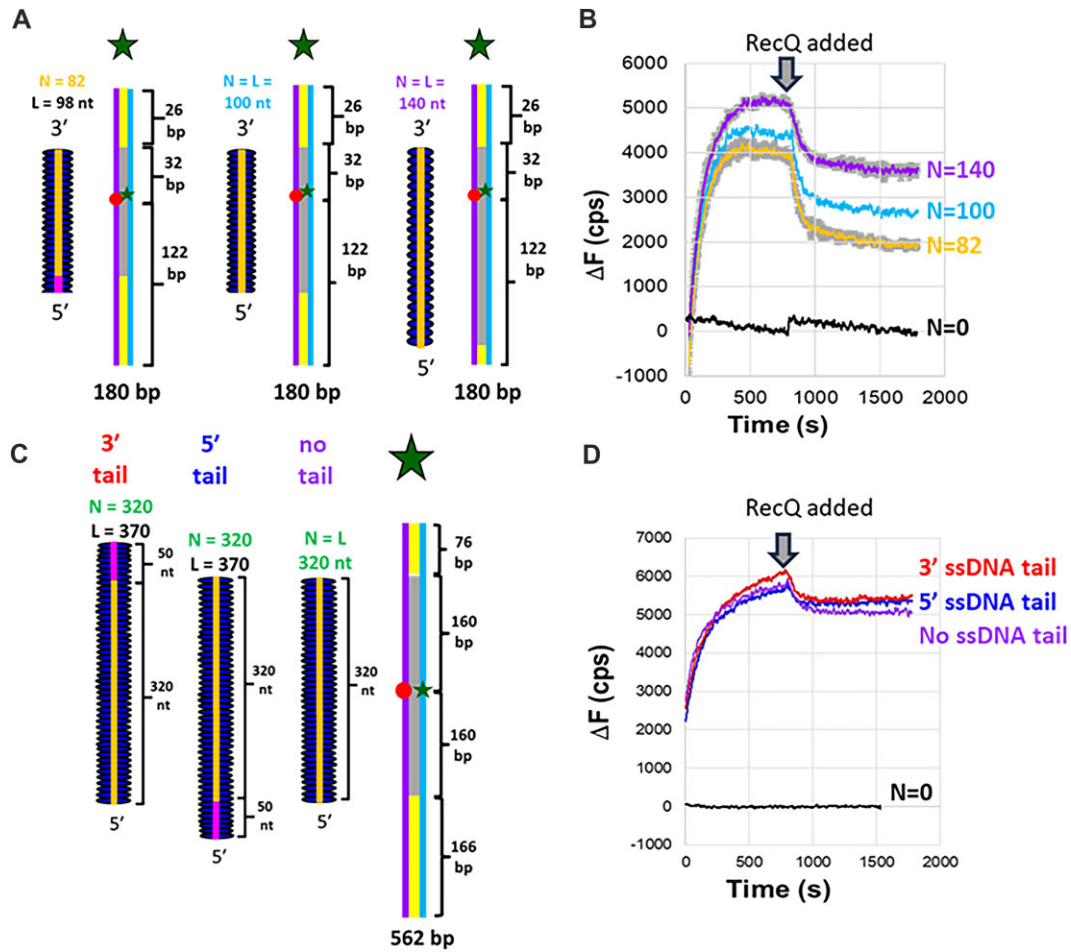 A
N = 82
L = 98 nt
3′
5′
26
bp
32
bp
122
bp
180 bp
N = L =
100 nt
3′
5′
26
bp
32
bp
122
bp
180 bp
N = L =
140 nt
3′
5′
26
bp
32
bp
122
bp
180 bp
B
RecQ added
6000
5000
4000
3000
2000
1000
0
-1000
ΔF (cps)
N=140
N=100
N=82
N=0
0
500
1000
1500
2000
Time (s)
C
3′
tail
N = 320
L = 370
50
nt
320
nt
5′
5′
tail
N = 320
L = 370
320
nt
50
nt
5′
no
tail
N = L
320 nt
320
nt
5′
76
bp
160
bp
160
bp
166
bp
562 bp
D
RecQ added
7000
6000
5000
4000
3000
2000
1000
0
-1000
ΔF (cps)
3′ ssDNA tail
5′ ssDNA tail
No ssDNA tail
N=0
0
500
1000
1500
2000
Time (s)